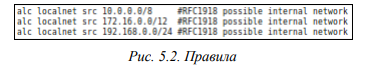 alc localnet src 10.0.0.0/8 #RFC1918 possible internal network
alc localnet src 172.16.0.0/12 #RFC1918 possible internal network
alc localnet src 192.168.0.0/24 #RFC1918 possible internal network
Рис. 5.2. Правила